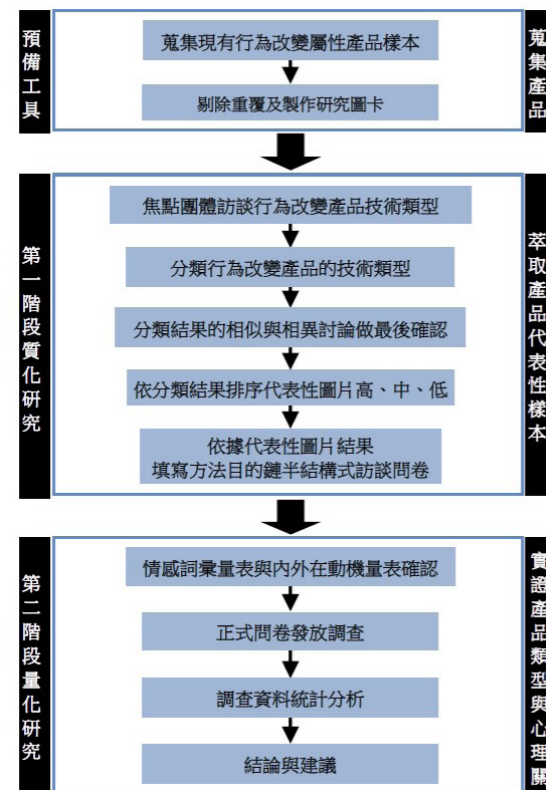 預備工具
蒐集現有行為改變屬性產品樣本
剔除重覆及製作研究圖卡
蒐集產品
第一階段質化研究
焦點團體訪談行為改變產品技術類型
分類行為改變產品的技術類型
分類結果的相似與相異討論做最後確認
依分類結果排序代表性圖片高、中、低
依據代表性圖片結果
填寫方法目的鏈半結構式訪談問卷
萃取產品代表性樣本
第二階段量化研究
情感詞彙量表與內外在動機量表確認
正式問卷發放調查
調查資料統計分析
結論與建議
實證產品類型與心理關